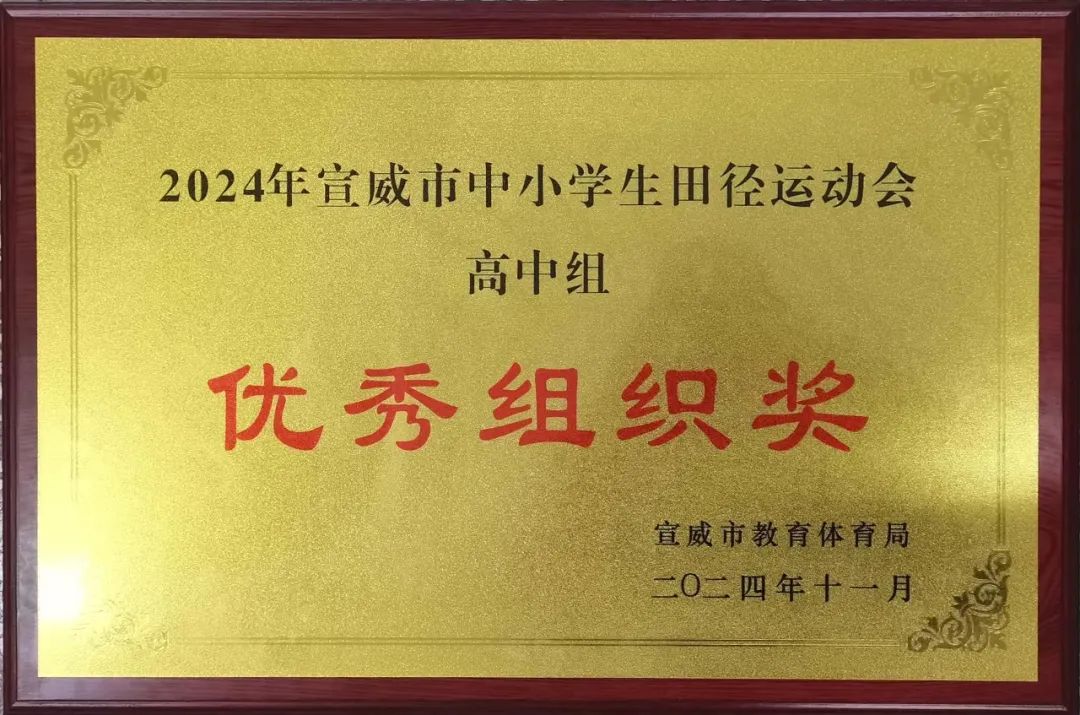 2024年宣威市中小学生田径运动会
高中组
优秀组织奖
宣威市教育体育局
二〇二四年十一月